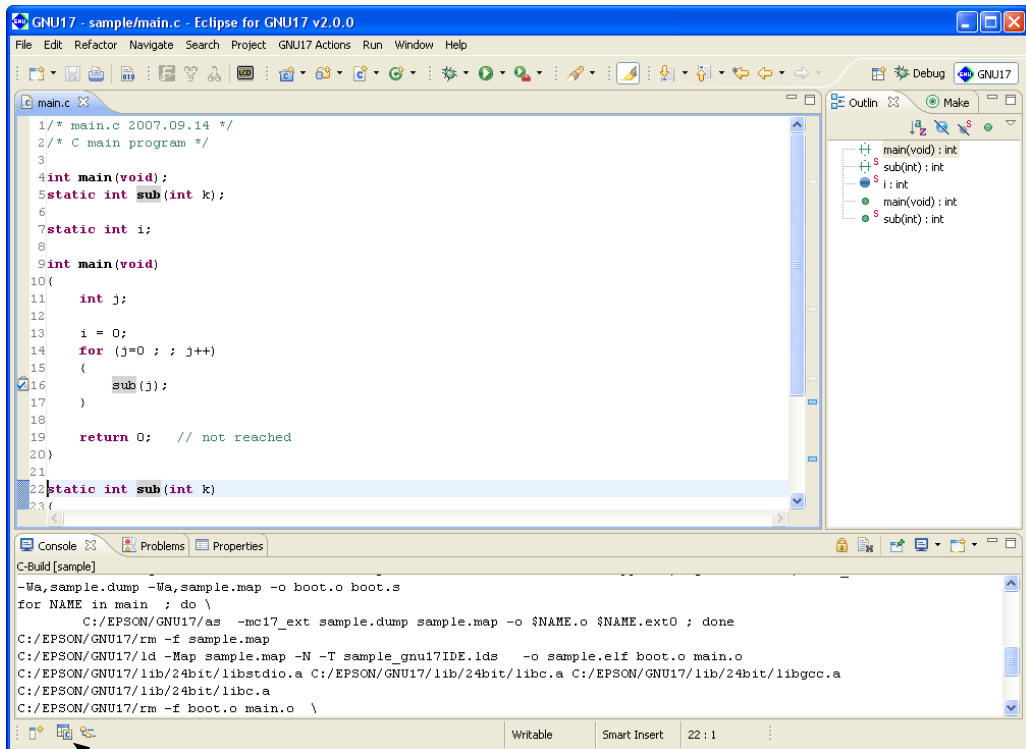 GNU17 - sample/main.c - Eclipse for GNU17 v2.0.0
File Edit Refactor Navigate Search Project GNU17 Actions Run Window Help
LCD Debug GNU17
main.c
Outlin Make
1/* main.c 2007.09.14 */
2/* C main program */
3
4int main(void);
5static int sub(int k);
6
7static int i;
8
9int main(void)
10{
11 int j;
12
13 i = 0;
14 for (j=0 ; ; j++)
15 {
16 sub(j);
17 }
18
19 return 0; // not reached
20}
21
22static int sub(int k)
23{
main(void) : int
sub(int) : int
i : int
main(void) : int
sub(int) : int
Console Problems Properties
C-Build [sample]
-Wa,sample.dump -Wa,sample.map -o boot.o boot.s
for NAME in main ; do \
C:/EPSON/GNU17/as -mc17_ext sample.dump sample.map -o $NAME.o $NAME.ext0 ; done
C:/EPSON/GNU17/rm -f sample.map
C:/EPSON/GNU17/ld -Map sample.map -N -T sample_gnu17IDE.lds -o sample.elf boot.o main.o
C:/EPSON/GNU17/lib/24bit/libstdio.a C:/EPSON/GNU17/lib/24bit/libc.a C:/EPSON/GNU17/lib/24bit/libgcc.a
C:/EPSON/GNU17/lib/24bit/libc.a
C:/EPSON/GNU17/rm -f boot.o main.o \
Writable Smart Insert 22 : 1